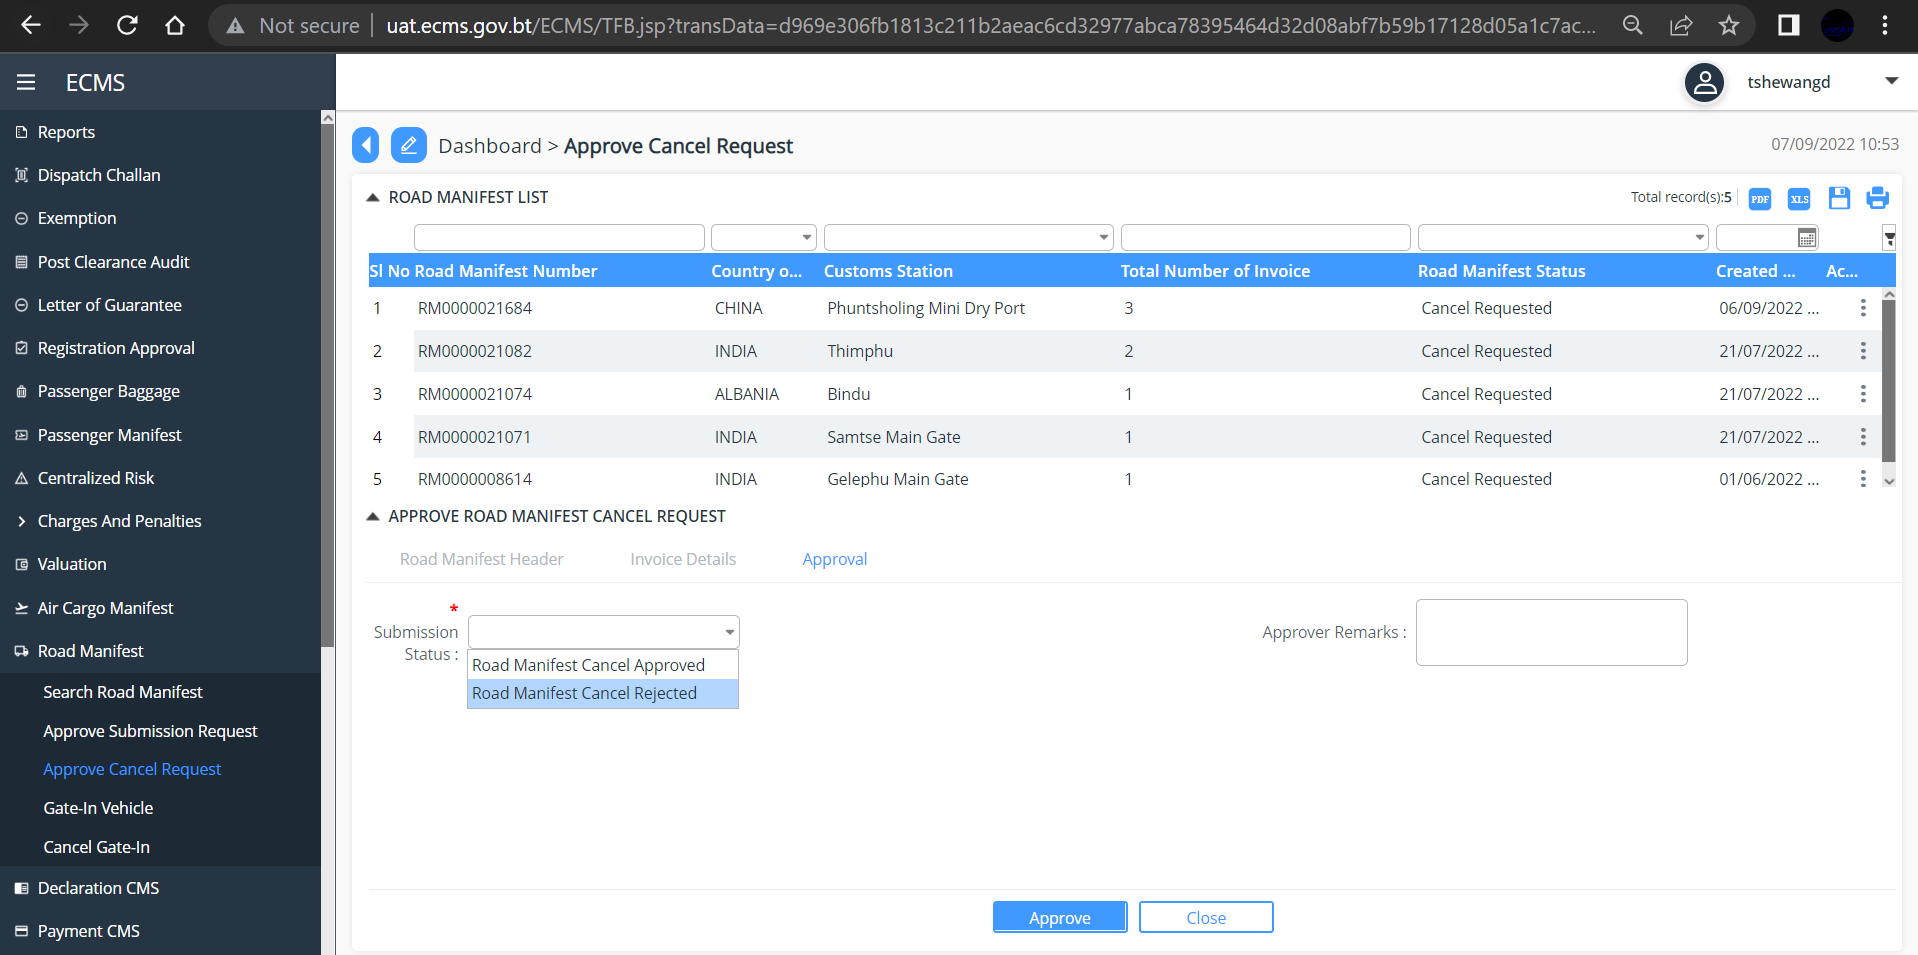 Not secure uat.ecms.gov.bt/ECMS/TFB.jsp?transData=d969e306fb1813c211b2aeac6cd32977abca78395464d32d08abf7b59b17128d05a1c7ac...
ECMS
tshewangd
Reports
Dispatch Challan
Exemption
Post Clearance Audit
Letter of Guarantee
Registration Approval
Passenger Baggage
Passenger Manifest
Centralized Risk
Charges And Penalties
Valuation
Air Cargo Manifest
Road Manifest
Search Road Manifest
Approve Submission Request
Approve Cancel Request
Gate-In Vehicle
Cancel Gate-In
Declaration CMS
Payment CMS
Dashboard > Approve Cancel Request
07/09/2022 10:53
ROAD MANIFEST LIST
Total record(s):5
PDF XLS
Sl No Road Manifest Number Country o... Customs Station Total Number of Invoice Road Manifest Status Created ... Ac...
1 RM0000021684 CHINA Phuntsholing Mini Dry Port 3 Cancel Requested 06/09/2022 ...
2 RM0000021082 INDIA Thimphu 2 Cancel Requested 21/07/2022 ...
3 RM0000021074 ALBANIA Bindu 1 Cancel Requested 21/07/2022 ...
4 RM0000021071 INDIA Samtse Main Gate 1 Cancel Requested 21/07/2022 ...
5 RM0000008614 INDIA Gelephu Main Gate 1 Cancel Requested 01/06/2022 ...
APPROVE ROAD MANIFEST CANCEL REQUEST
Road Manifest Header Invoice Details Approval
*
Submission
Status :
Road Manifest Cancel Approved
Road Manifest Cancel Rejected
Approver Remarks :
Approve Close